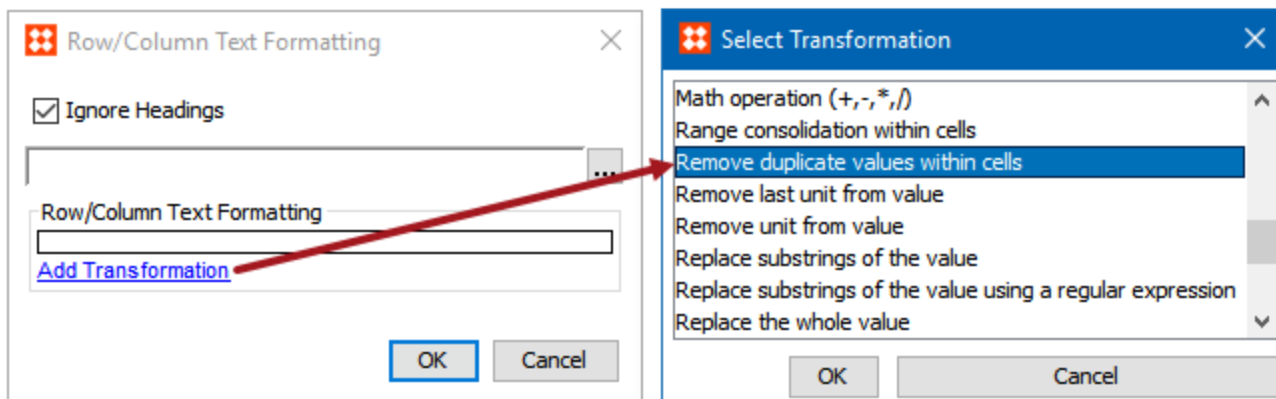 Row/Column Text Formatting
Ignore Headings
...
Row/Column Text Formatting
Add Transformation
OK
Cancel
Select Transformation
Math operation (+,-,*,/)
Range consolidation within cells
Remove duplicate values within cells
Remove last unit from value
Remove unit from value
Replace substrings of the value
Replace substrings of the value using a regular expression
Replace the whole value
OK
Cancel